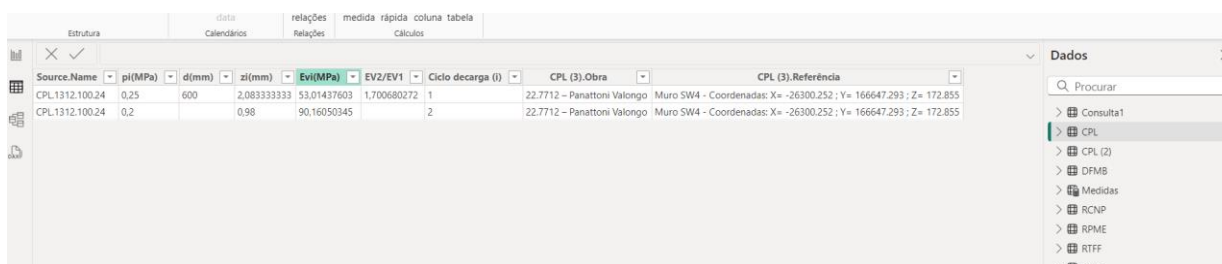 data
relações
medida rápida coluna tabela
Estrutura
Calendários
Relações
Cálculos
Dados
Source.Name pi(MPa) d(mm) zi(mm) Evi(MPa) EV2/EV1 Ciclo decarga (i) CPL (3).Obra CPL (3).Referência
CPL.1312.100.24 0,25 600 2,083333333 53,01437603 1,700680272 1 22.7712 – Panattoni Valongo Muro SW4 - Coordenadas: X= -26300.252 ; Y= 166647.293 ; Z= 172.855
CPL.1312.100.24 0,2 0,98 90,16050345 2 22.7712 – Panattoni Valongo Muro SW4 - Coordenadas: X= -26300.252 ; Y= 166647.293 ; Z= 172.855
Procurar
Consulta1
CPL
CPL (2)
DFMB
Medidas
RCNP
RPME
RTFF